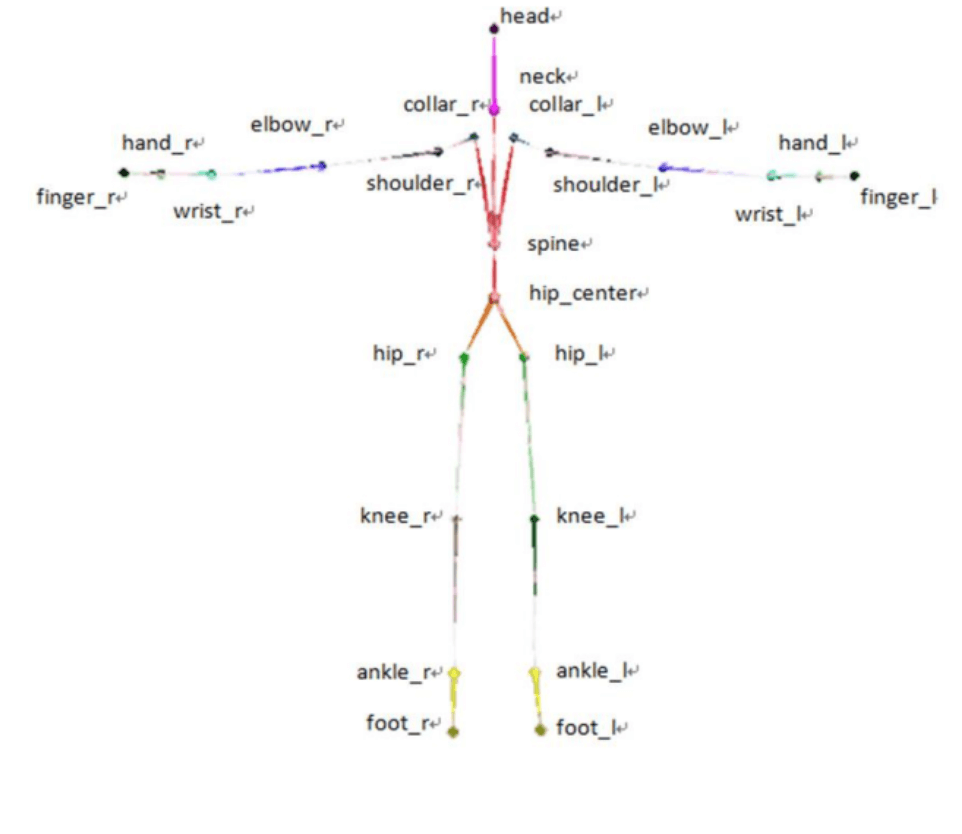 head↵
neck↵
collar_r↵ collar_l↵
elbow_r↵ elbow_l↵
hand_r↵ hand_l↵
shoulder_r↵ shoulder_l↵
finger_r↵ finger_l
wrist_r↵ wrist_l↵
spine↵
hip_center↵
hip_r↵ hip_l↵
knee_r↵ knee_l↵
ankle_r↵ ankle_l↵
foot_r↵ foot_l↵